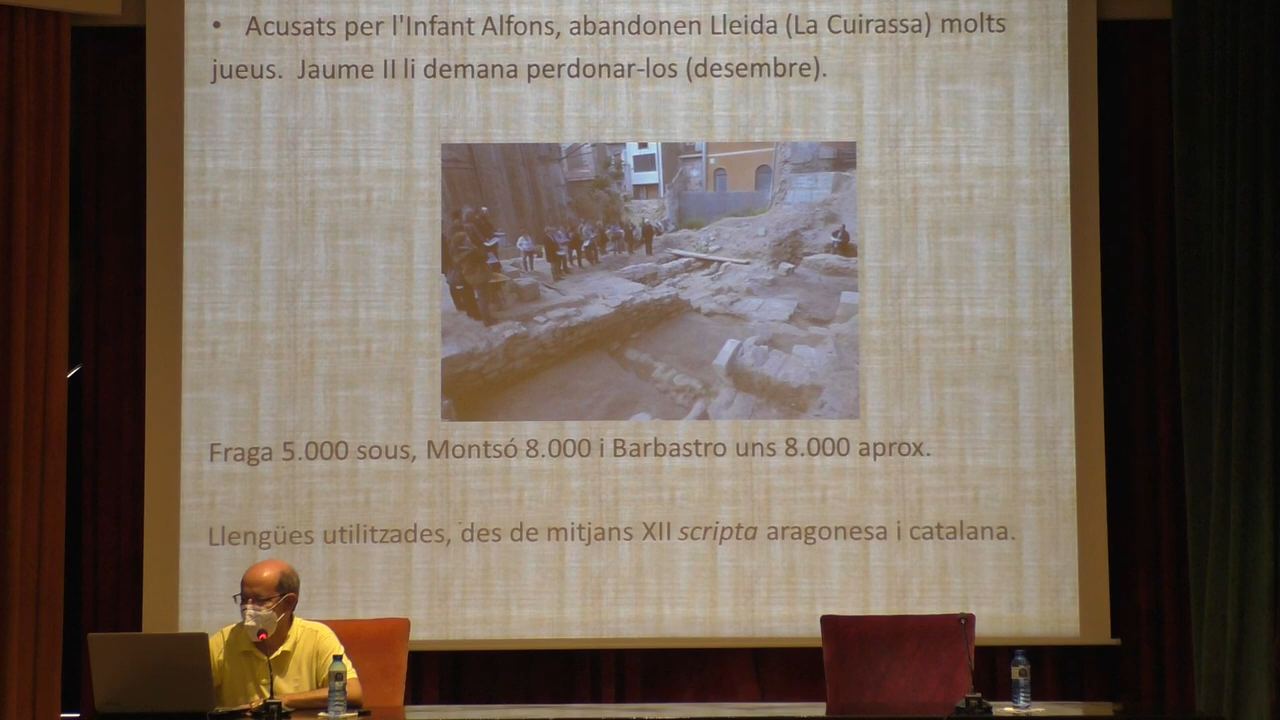 • Acusats per l'Infant Alfons, abandonen Lleida (La Cuirassa) molts
jueus. Jaume II li demana perdonar-los (desembre).
Fraga 5.000 sous, Montsó 8.000 i Barbastro uns 8.000 aprox.
Llengües utilitzades, des de mitjans XII scripta aragonesa i catalana.